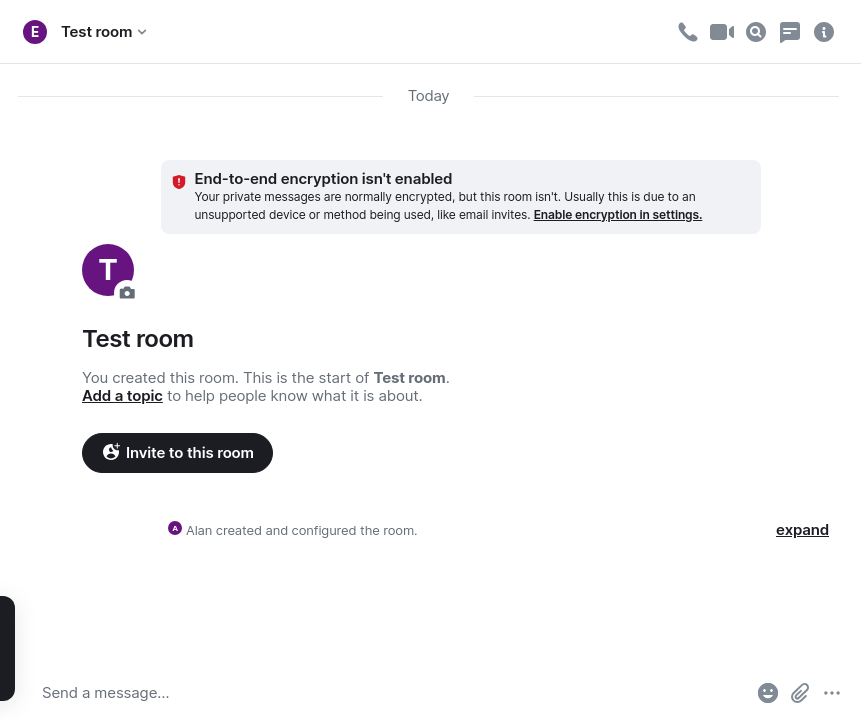 E Test room
Today
End-to-end encryption isn't enabled
Your private messages are normally encrypted, but this room isn't. Usually this is due to an
unsupported device or method being used, like email invites. Enable encryption in settings.
T
Test room
You created this room. This is the start of Test room.
Add a topic to help people know what it is about.
Invite to this room
A Alan created and configured the room. expand
Send a message…